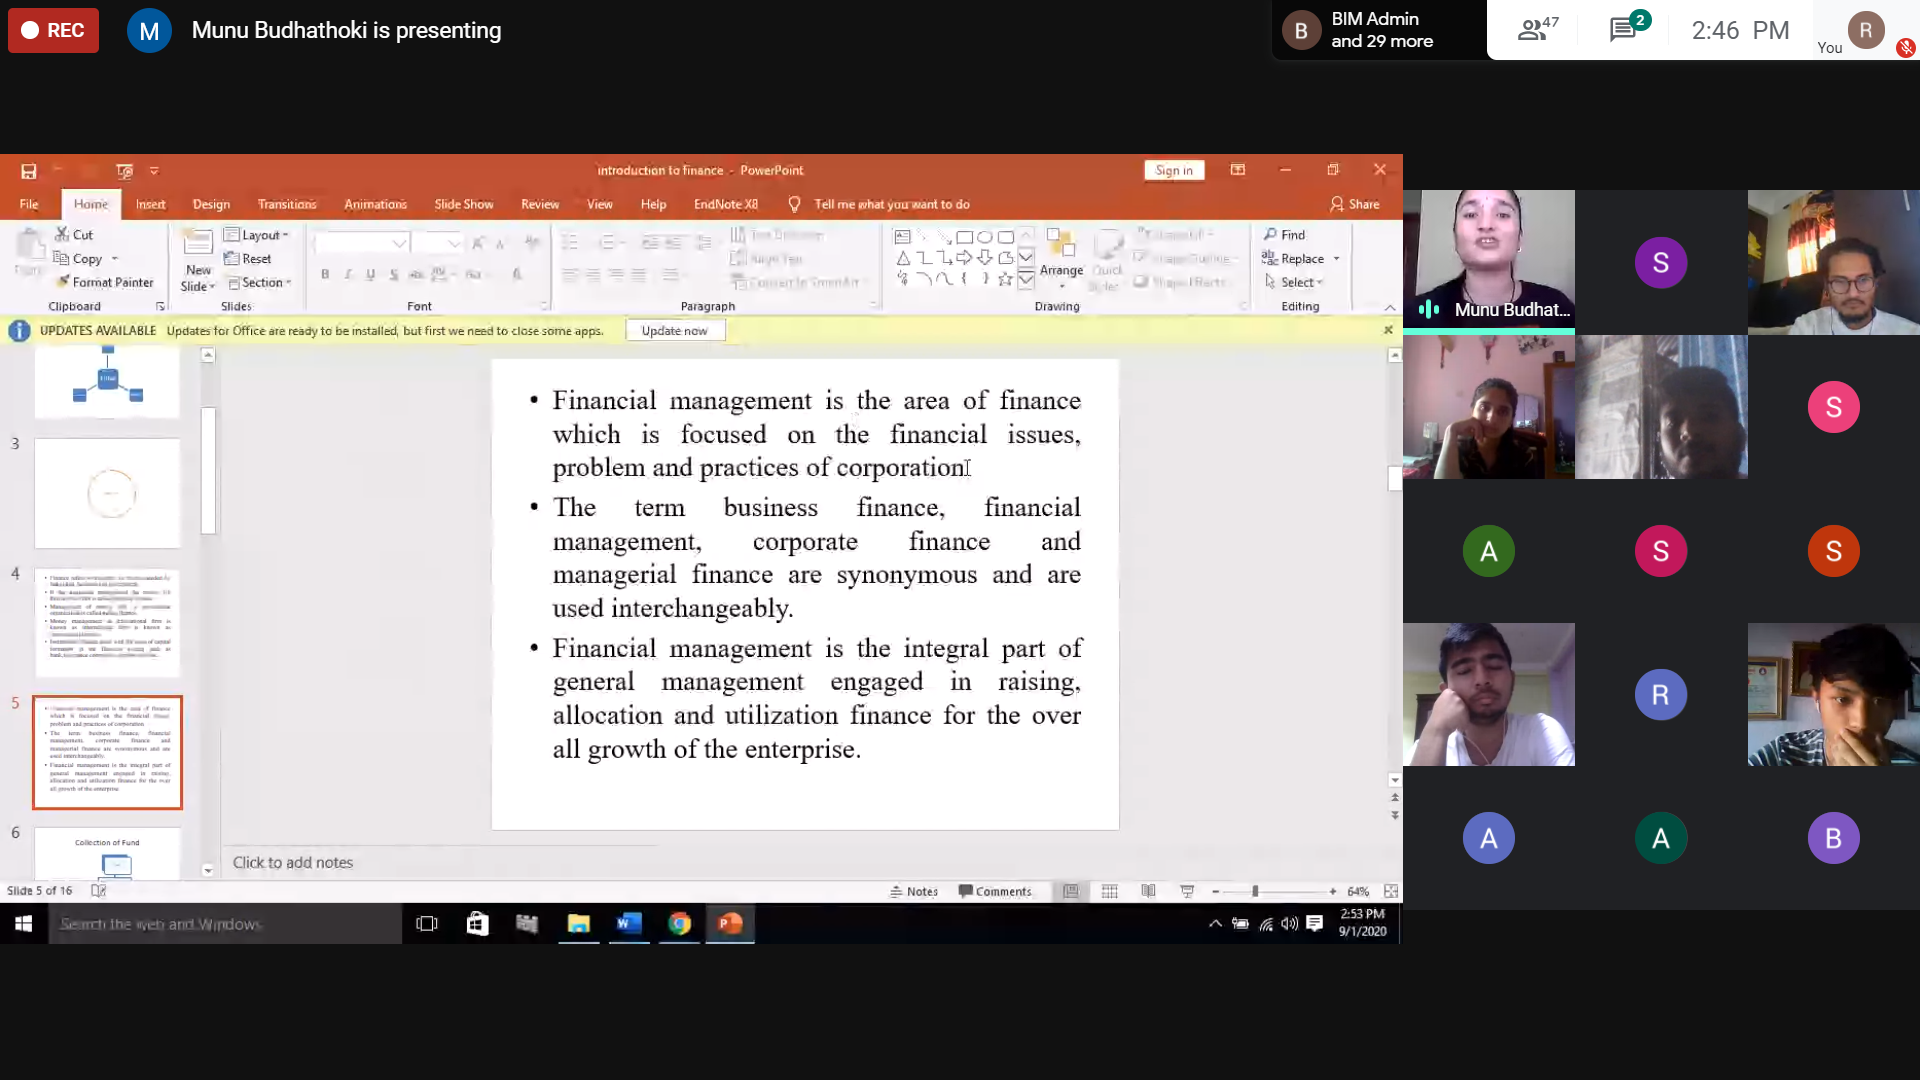 REC
M
Munu Budhathoki is presenting
B
BIM Admin
and 29 more
47
2
2:46 PM
You
R
introduction to finance - PowerPoint
Sign in
File
Home
Insert
Design
Transitions
Animations
Slide Show
Review
View
Help
EndNote X8
Tell me what you want to do
Share
Cut
Copy
Format Painter
Clipboard
New
Slide
Layout
Reset
Section
Slides
Font
Paragraph
Arrange
Quick
Styles
Drawing
Find
Replace
Select
Editing
UPDATES AVAILABLE Updates for Office are ready to be installed, but first we need to close some apps.
Update now
3
4
5
6
Collection of Fund
• Financial management is the area of finance
which is focused on the financial issues,
problem and practices of corporation
• The term business finance, financial
management, corporate finance and
managerial finance are synonymous and are
used interchangeably.
• Financial management is the integral part of
general management engaged in raising,
allocation and utilization finance for the over
all growth of the enterprise.
Click to add notes
Slide 5 of 16
Notes
Comments
64%
Search the web and Windows
2:53 PM
9/1/2020
Munu Budhat...
S
S
A
S
S
R
A
A
B